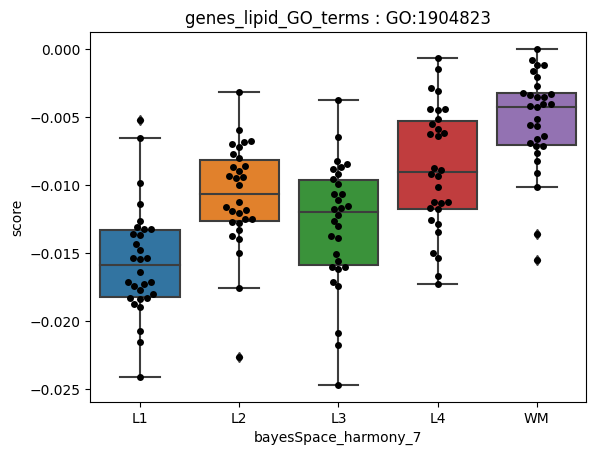 genes_lipid_GO_terms : GO:1904823
0.000
−0.005
−0.010
−0.015
−0.020
−0.025
score
L1 L2 L3 L4 WM
bayesSpace_harmony_7